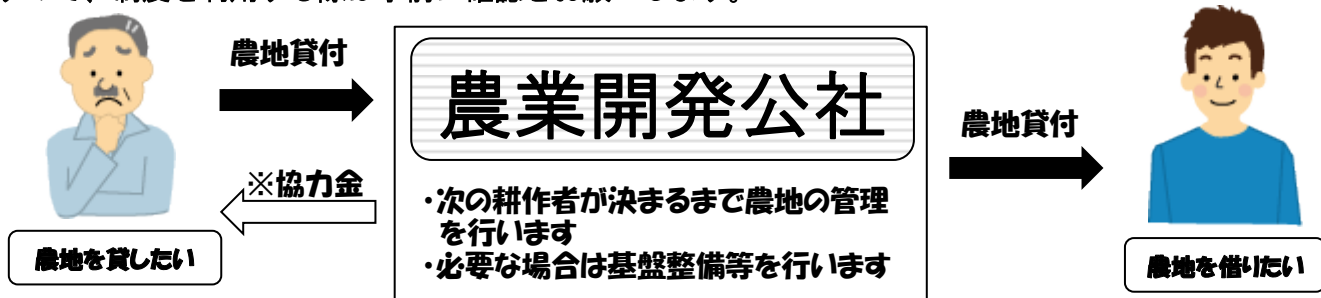 農地貸付
農業開発公社
農地貸付
※協力金
・次の耕作者が決まるまで農地の管理
を行います
・必要な場合は基盤整備等を行います
農地を貸したい
農地を借りたい